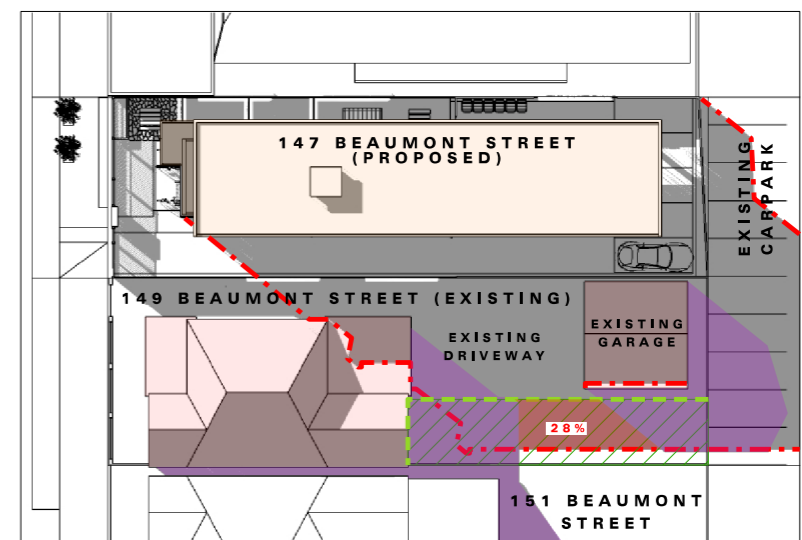 147 BEAUMONT STREET
(PROPOSED)
EXISTING
CARPARK
149 BEAUMONT STREET (EXISTING)
EXISTING
DRIVEWAY
EXISTING
GARAGE
28%
151 BEAUMONT
STREET